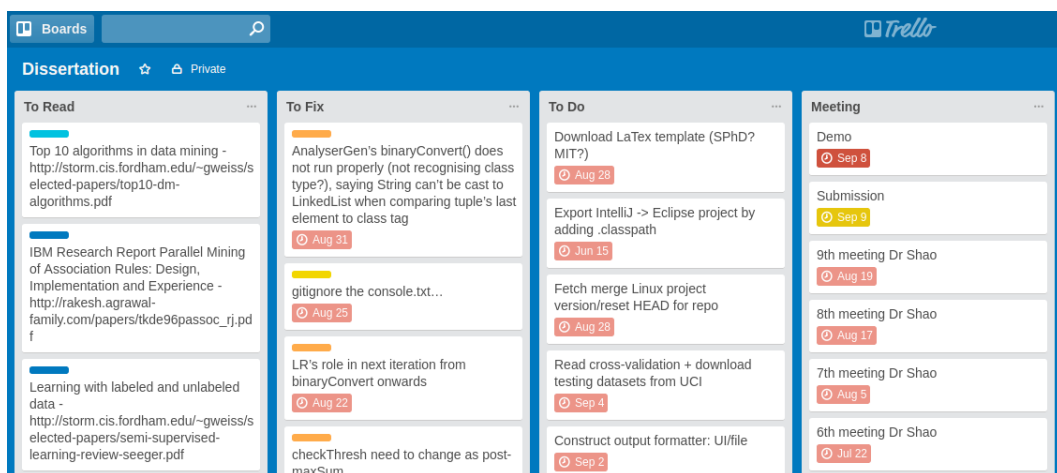 Boards
Trello
Dissertation
Private
To Read
...
Top 10 algorithms in data mining -
http://storm.cis.fordham.edu/~gweiss/s
elected-papers/top10-dm-
algorithms.pdf
IBM Research Report Parallel Mining
of Association Rules: Design,
Implementation and Experience -
http://rakesh.agrawal-
family.com/papers/tkde96passoc_rj.pd
f
Learning with labeled and unlabeled
data -
http://storm.cis.fordham.edu/~gweiss/s
elected-papers/semi-supervised-
learning-review-seeger.pdf
To Fix
...
AnalyserGen's binaryConvert() does
not run properly (not recognising class
type?), saying String can't be cast to
LinkedList when comparing tuple's last
element to class tag
Aug 31
gitignore the console.txt…
Aug 25
LR's role in next iteration from
binaryConvert onwards
Aug 22
checkThresh need to change as post-
maxSum
To Do
...
Download LaTex template (SPhD?
MIT?)
Aug 28
Export IntelliJ -> Eclipse project by
adding .classpath
Jun 15
Fetch merge Linux project
version/reset HEAD for repo
Aug 28
Read cross-validation + download
testing datasets from UCI
Sep 4
Construct output formatter: UI/file
Sep 2
Meeting
...
Demo
Sep 8
Submission
Sep 9
9th meeting Dr Shao
Aug 19
8th meeting Dr Shao
Aug 17
7th meeting Dr Shao
Aug 5
6th meeting Dr Shao
Jul 22